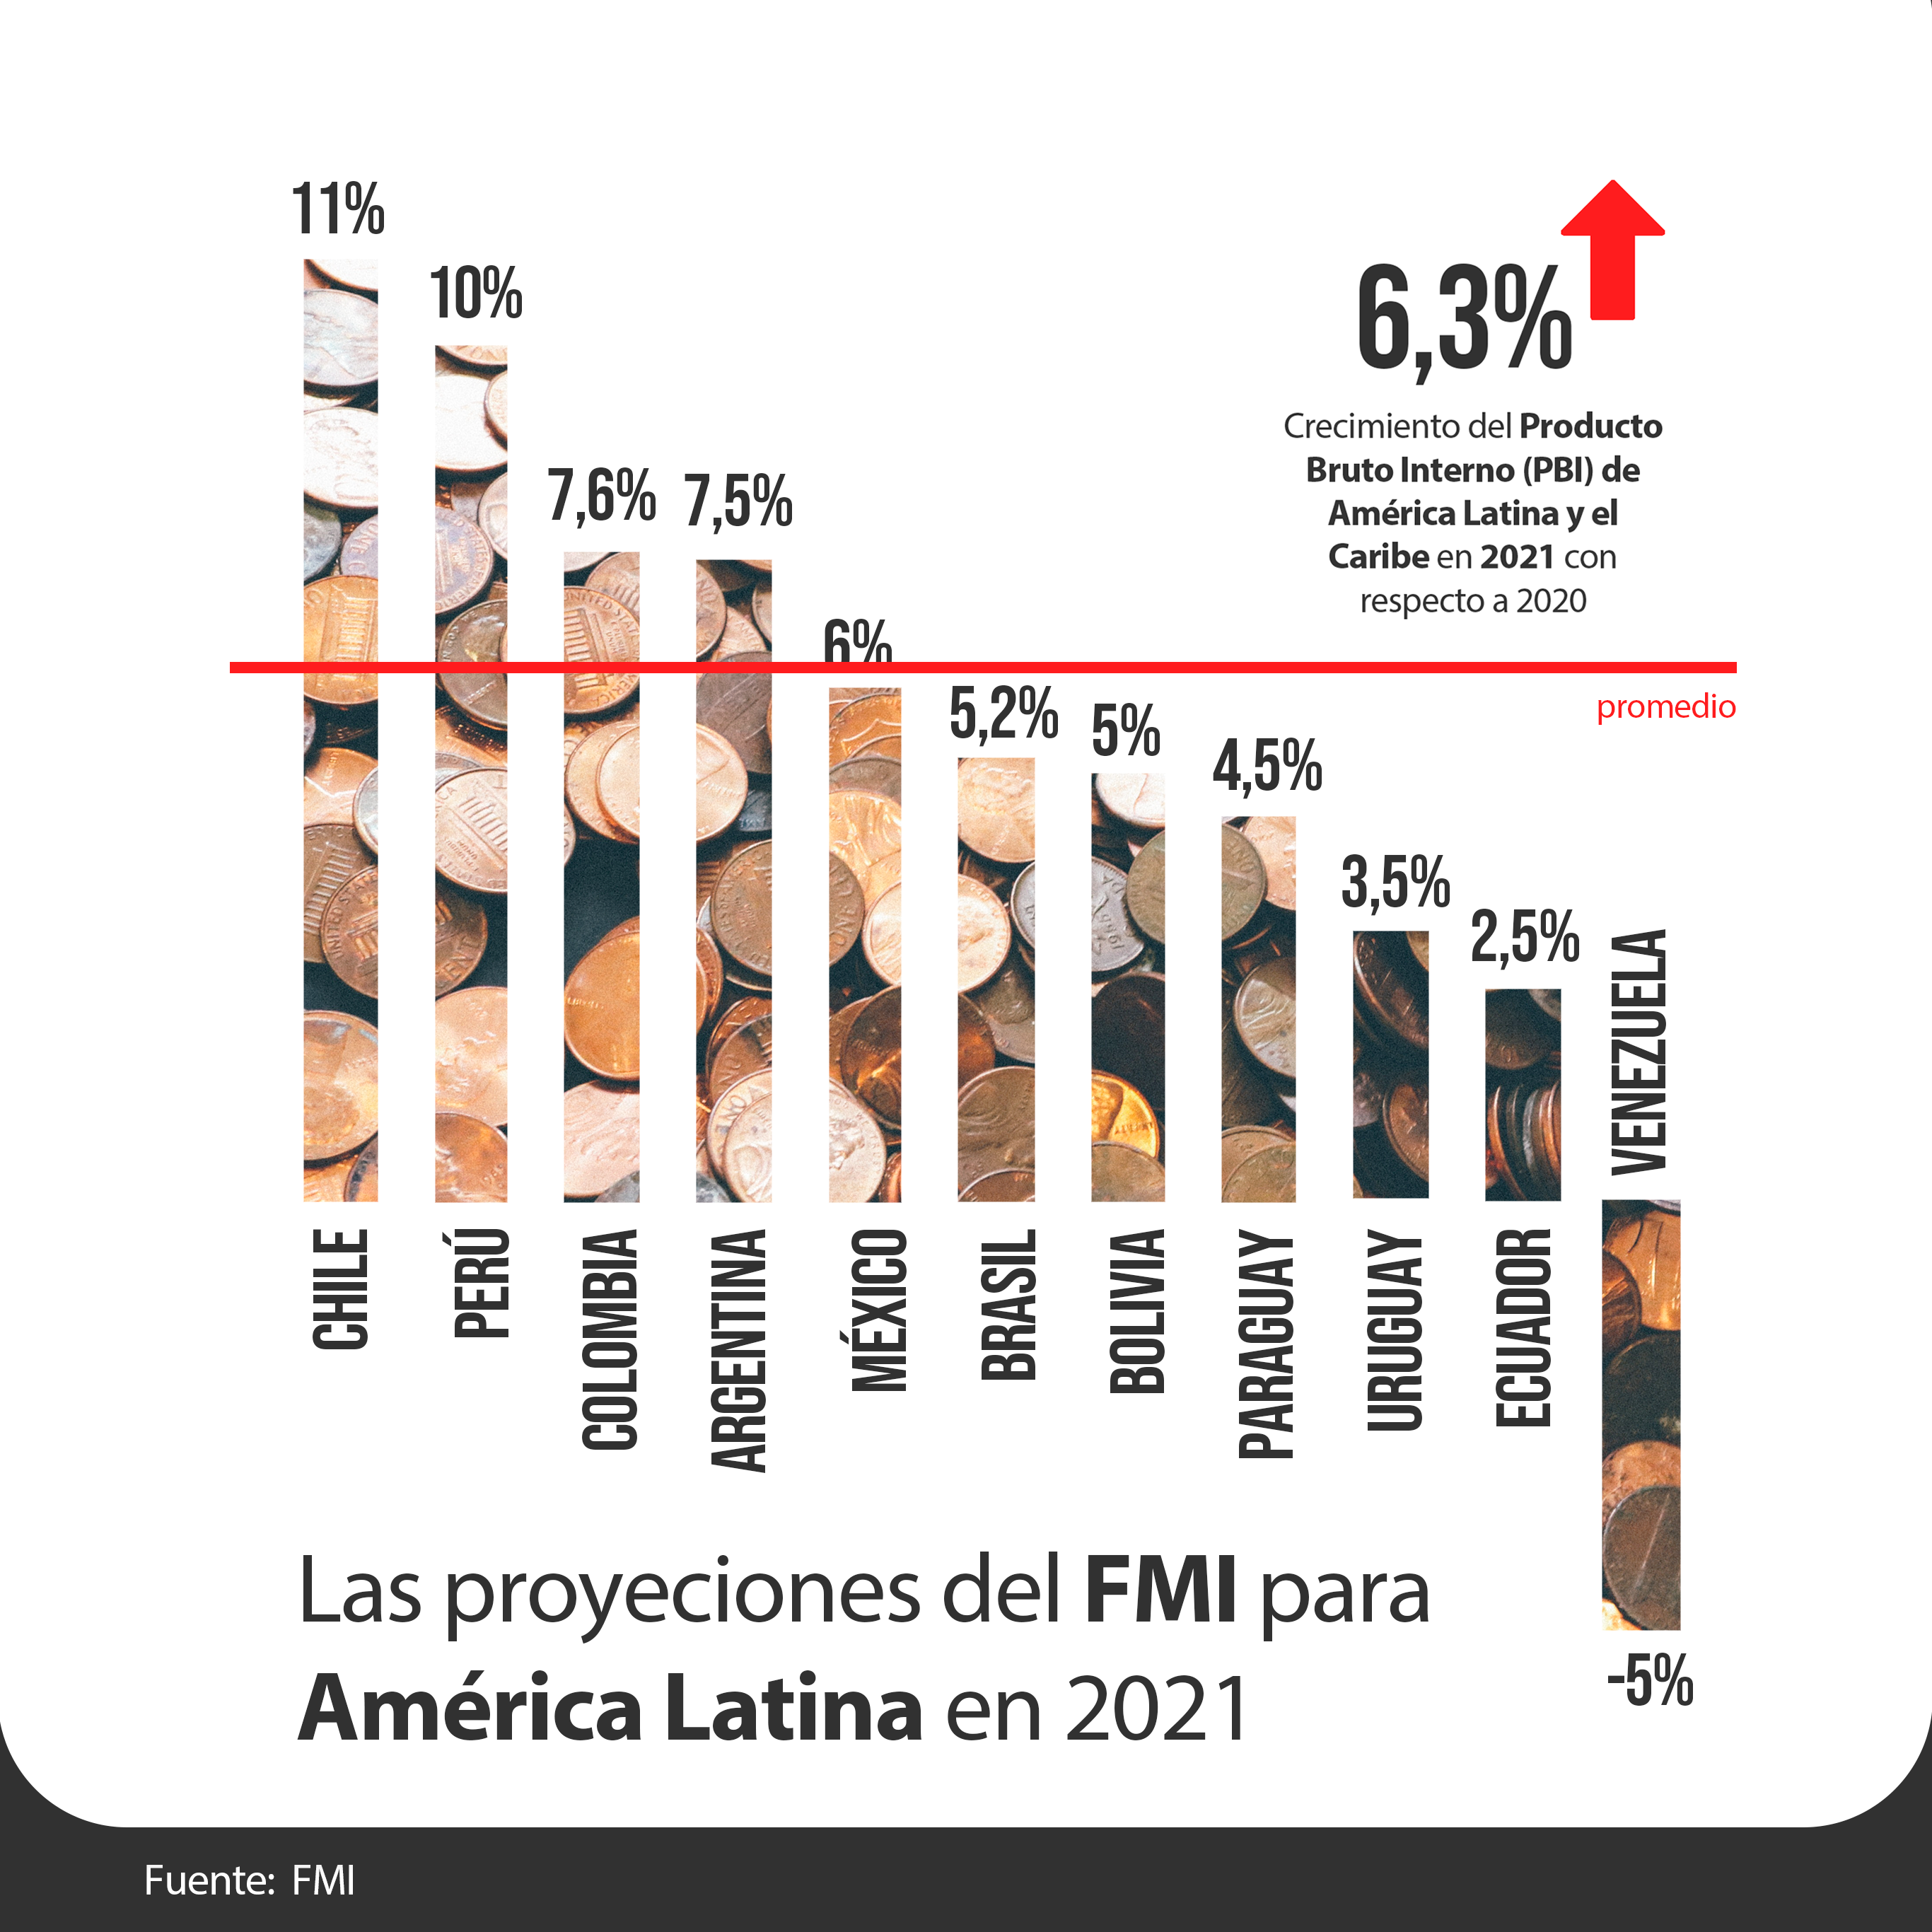 11%
10%
7,6%
7,5%
6%
5,2%
5%
4,5%
3,5%
2,5%
6,3%
Crecimiento del Producto
Bruto Interno (PBI) de
América Latina y el
Caribe en 2021 con
respecto a 2020
promedio
CHILE
PERÚ
COLOMBIA
ARGENTINA
MÉXICO
BRASIL
BOLIVIA
PARAGUAY
URUGUAY
ECUADOR
VENEZUELA
-5%
Las proyeciones del FMI para
América Latina en 2021
Fuente: FMI